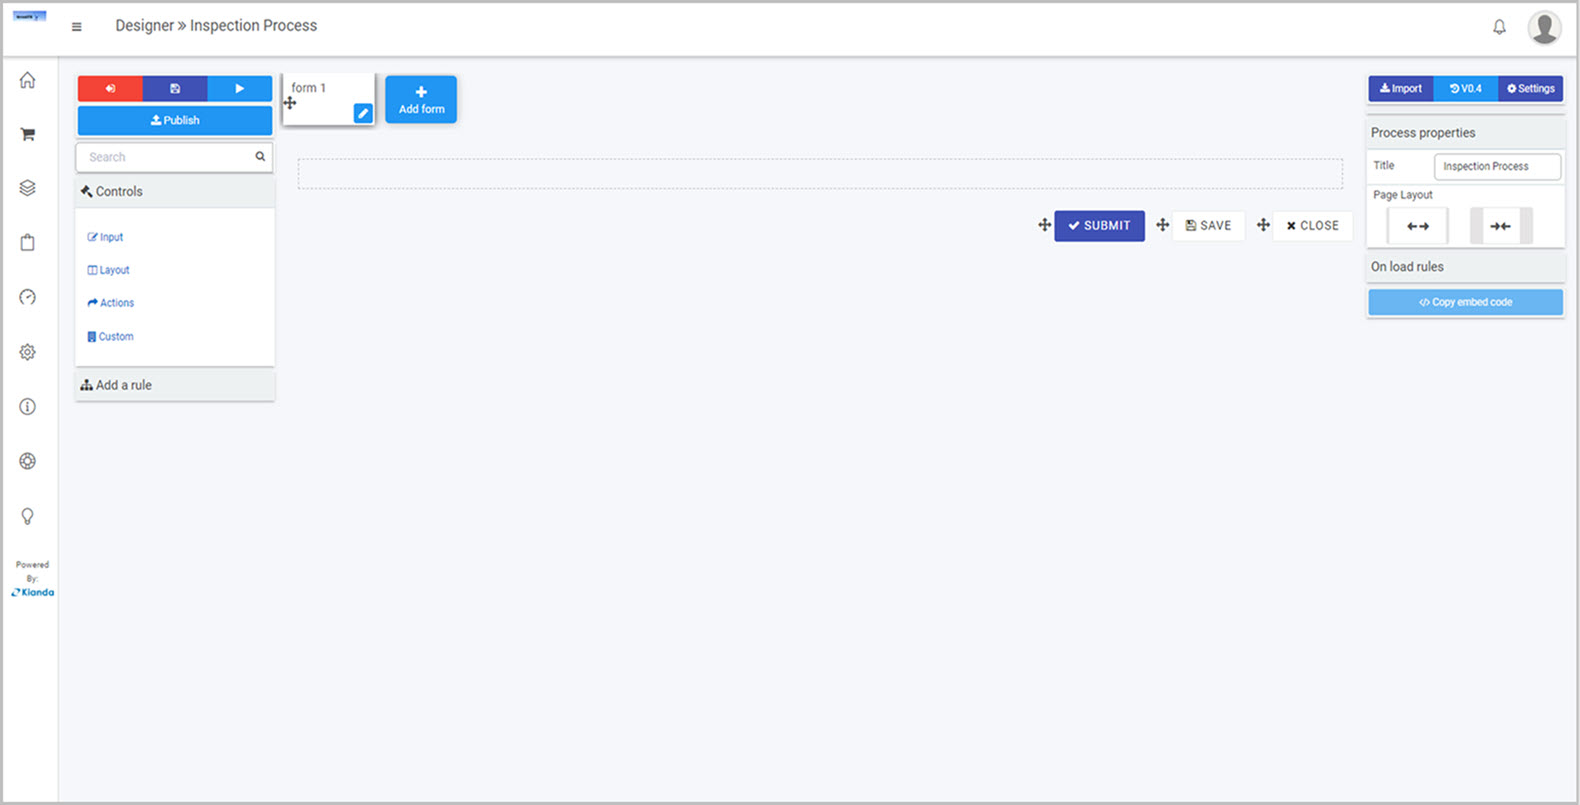 Designer » Inspection Process
form 1
Add form
Import
V0.4
Settings
Publish
Search
Controls
Input
Layout
Actions
Custom
Add a rule
SUBMIT
SAVE
CLOSE
Process properties
Title
Inspection Process
Page Layout
On load rules
</> Copy embed code
Powered
By:
Kianda